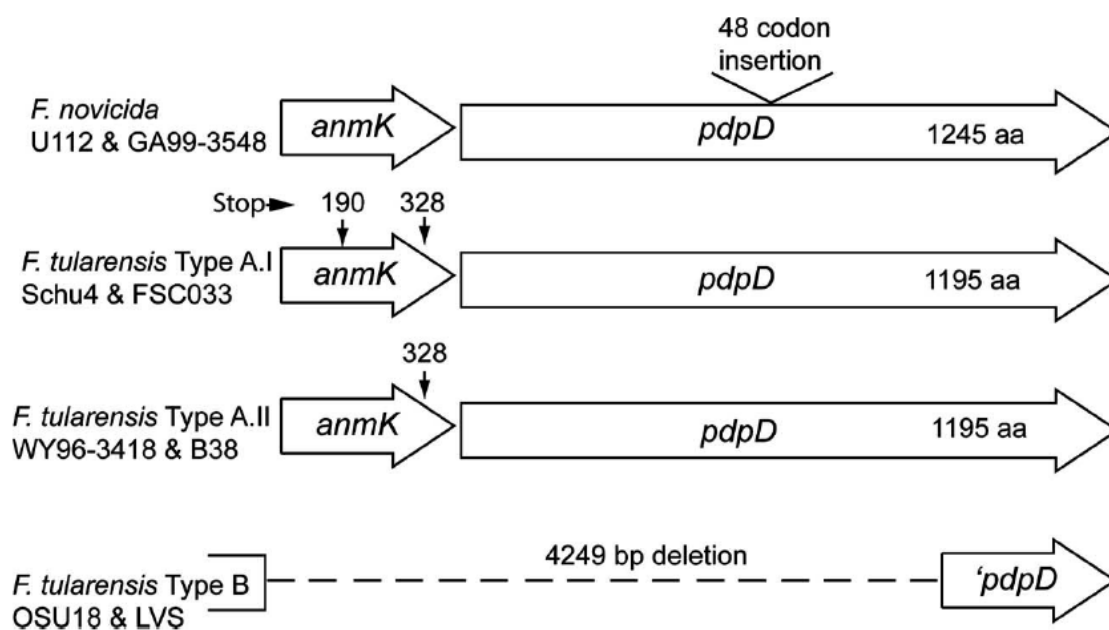 48 codon
insertion
F. novicida
U112 & GA99-3548
anmK
pdpD
1245 aa
Stop
190
328
F. tularensis Type A.I
Schu4 & FSC033
anmK
pdpD
1195 aa
328
F. tularensis Type A.II
WY96-3418 & B38
anmK
pdpD
1195 aa
4249 bp deletion
F. tularensis Type B
OSU18 & LVS
'pdpD